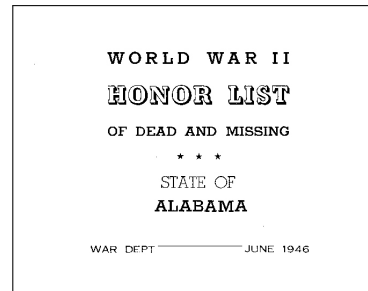 WORLD WAR II
HONOR LIST
OF DEAD AND MISSING
★ ★ ★
STATE OF
ALABAMA
WAR DEPT JUNE 1946